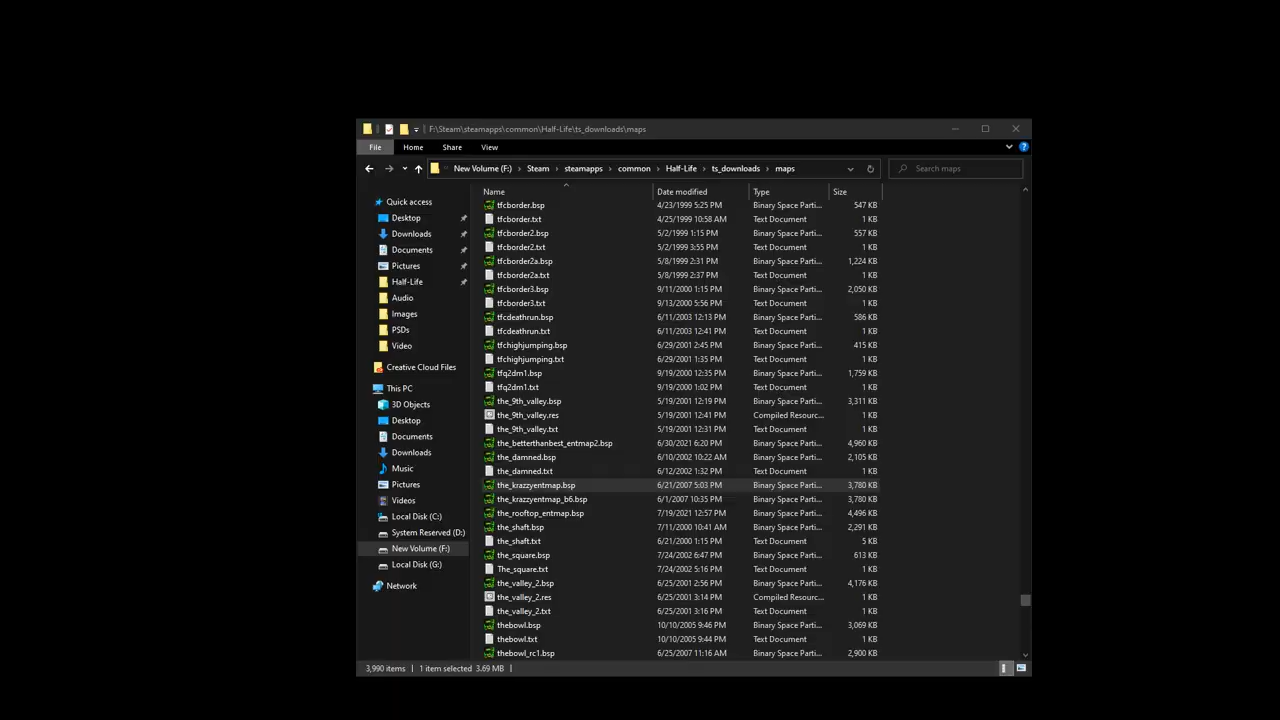 F:\Steam\steamapps\common\Half-Life\ts_downloads\maps
File Home Share View
New Volume (F:) Steam steamapps common Half-Life ts_downloads maps Search maps
Name Date modified Type Size
Quick access
Desktop
Downloads
Documents
Pictures
Half-Life
Audio
Images
PSDs
Video
Creative Cloud Files
This PC
3D Objects
Desktop
Documents
Downloads
Music
Pictures
Videos
Local Disk (C:)
System Reserved (D:)
New Volume (F:)
Local Disk (G:)
Network
tfcborder.bsp 4/23/1999 5:25 PM Binary Space Parti... 547 KB
tfcborder.txt 4/25/1999 10:58 AM Text Document 1 KB
tfcborder2.bsp 5/2/1999 1:15 PM Binary Space Parti... 557 KB
tfcborder2.txt 5/2/1999 3:55 PM Text Document 1 KB
tfcborder2a.bsp 5/8/1999 2:31 PM Binary Space Parti... 1,224 KB
tfcborder2a.txt 5/8/1999 2:37 PM Text Document 1 KB
tfcborder3.bsp 9/11/2000 1:15 PM Binary Space Parti... 2,050 KB
tfcborder3.txt 9/13/2000 5:56 PM Text Document 1 KB
tfcdeathrun.bsp 6/11/2003 12:13 PM Binary Space Parti... 586 KB
tfcdeathrun.txt 6/11/2003 12:41 PM Text Document 1 KB
tfchighjumping.bsp 6/29/2001 2:45 PM Binary Space Parti... 415 KB
tfchighjumping.txt 6/29/2001 1:35 PM Text Document 1 KB
tfq2dm1.bsp 9/19/2000 12:35 PM Binary Space Parti... 1,759 KB
tfq2dm1.txt 9/19/2000 1:02 PM Text Document 1 KB
the_9th_valley.bsp 5/19/2001 12:19 PM Binary Space Parti... 3,311 KB
the_9th_valley.res 5/19/2001 12:41 PM Compiled Resourc... 1 KB
the_9th_valley.txt 5/19/2001 12:31 PM Text Document 1 KB
the_betterthanbest_entmap2.bsp 6/30/2021 6:20 PM Binary Space Parti... 4,960 KB
the_damned.bsp 6/10/2002 10:22 AM Binary Space Parti... 2,105 KB
the_damned.txt 6/12/2002 1:32 PM Text Document 1 KB
the_krazzyentmap.bsp 6/21/2007 5:03 PM Binary Space Parti... 3,780 KB
the_krazzyentmap_b6.bsp 6/1/2007 10:35 PM Binary Space Parti... 3,780 KB
the_rooftop_entmap.bsp 7/19/2021 12:57 PM Binary Space Parti... 4,496 KB
the_shaft.bsp 7/11/2000 10:41 AM Binary Space Parti... 2,291 KB
the_shaft.txt 6/21/2000 1:15 PM Text Document 5 KB
the_square.bsp 7/24/2002 6:47 PM Binary Space Parti... 613 KB
The_square.txt 7/24/2002 5:16 PM Text Document 1 KB
the_valley_2.bsp 6/25/2001 2:56 PM Binary Space Parti... 4,176 KB
the_valley_2.res 6/25/2001 3:14 PM Compiled Resourc... 1 KB
the_valley_2.txt 6/25/2001 3:16 PM Text Document 1 KB
thebowl.bsp 10/10/2005 9:46 PM Binary Space Parti... 3,069 KB
thebowl.txt 10/10/2005 9:44 PM Text Document 1 KB
thebowl_rc1.bsp 6/25/2007 11:16 AM Binary Space Parti... 2,900 KB
3,990 items 1 item selected 3.69 MB